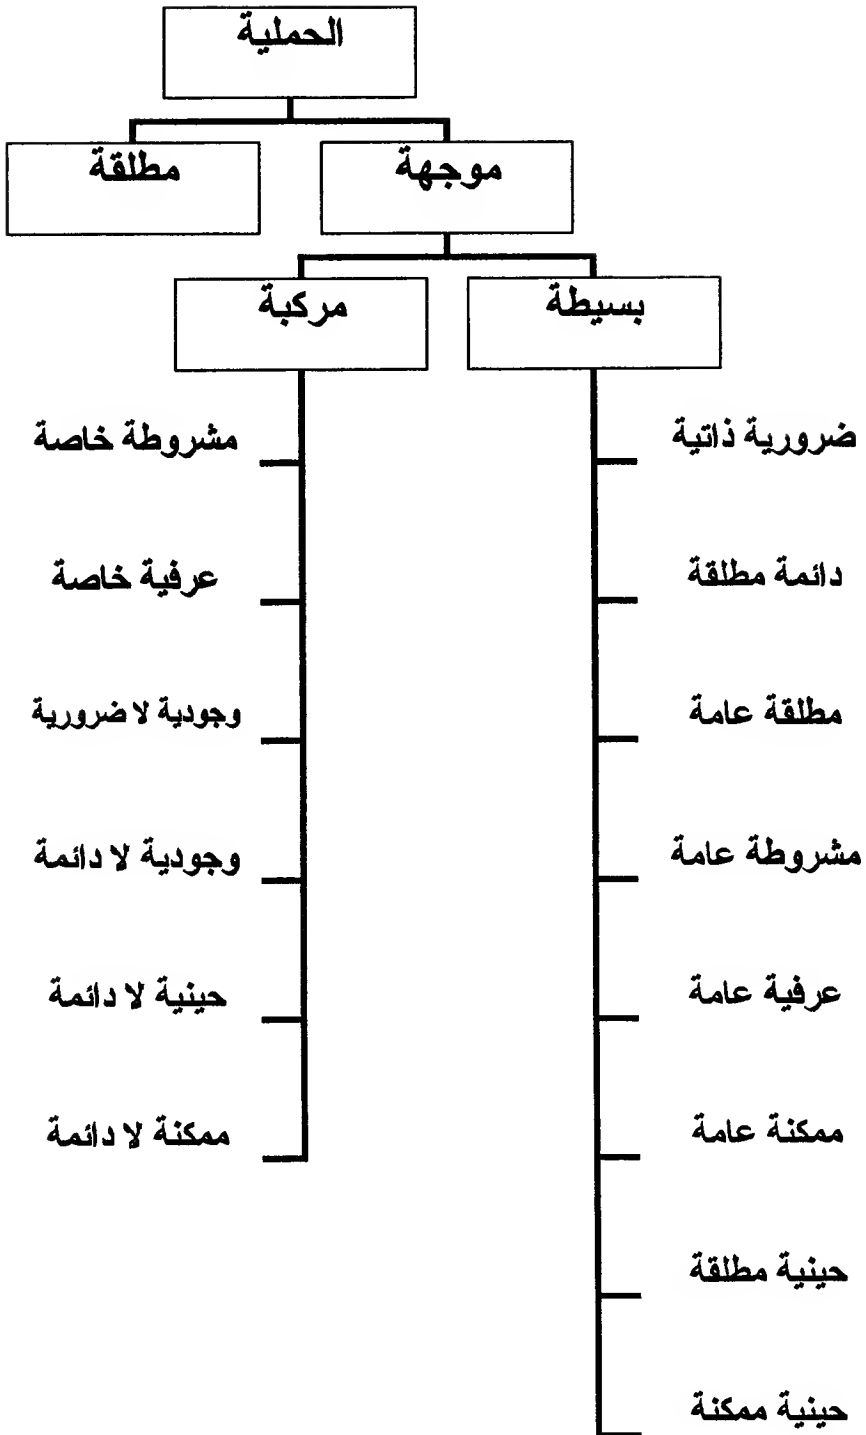 الحملية
موجهة
مطلقة
بسيطة
مركبة
ضرورية ذاتية
مشروطة خاصة
دائمة مطلقة
عرفية خاصة
مطلقة عامة
وجودية لا ضرورية
مشروطة عامة
وجودية لا دائمة
عرفية عامة
حينية لا دائمة
ممكنة عامة
ممكنة لا دائمة
حينية مطلقة
حينية ممكنة